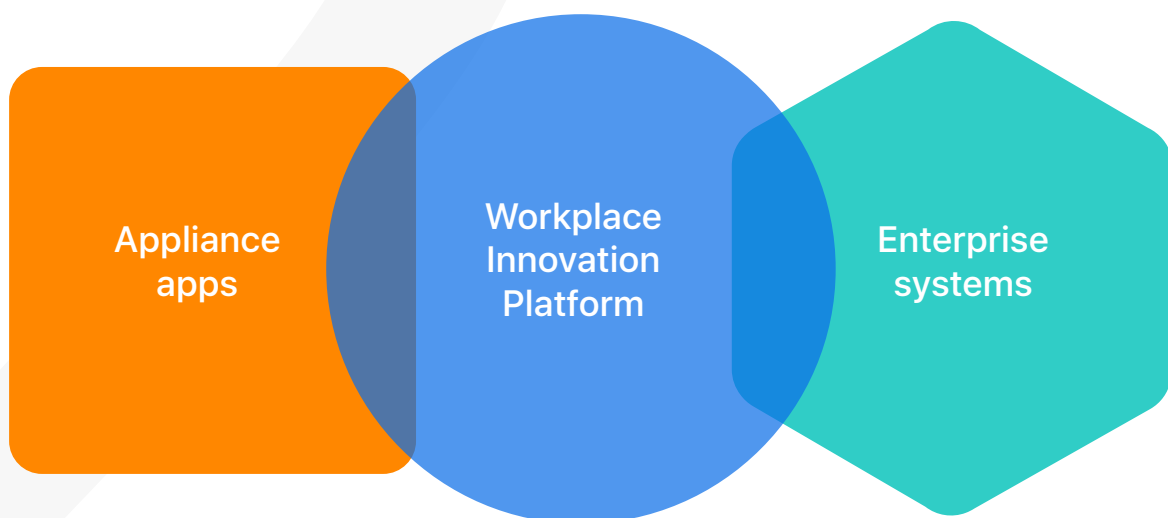 Appliance
apps
Workplace
Innovation
Platform
Enterprise
systems